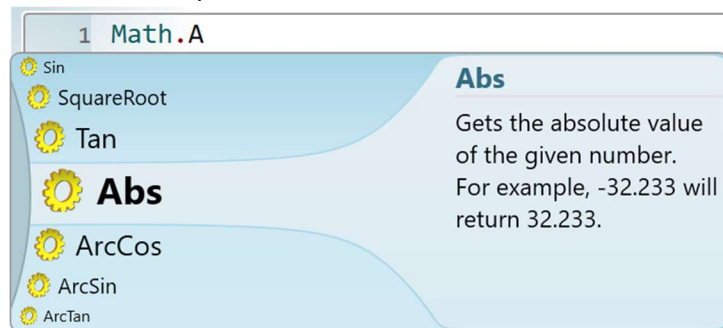 1 Math.A
Sin
SquareRoot
Tan
Abs
ArcCos
ArcSin
ArcTan
Abs
Gets the absolute value
of the given number.
For example, -32.233 will
return 32.233.